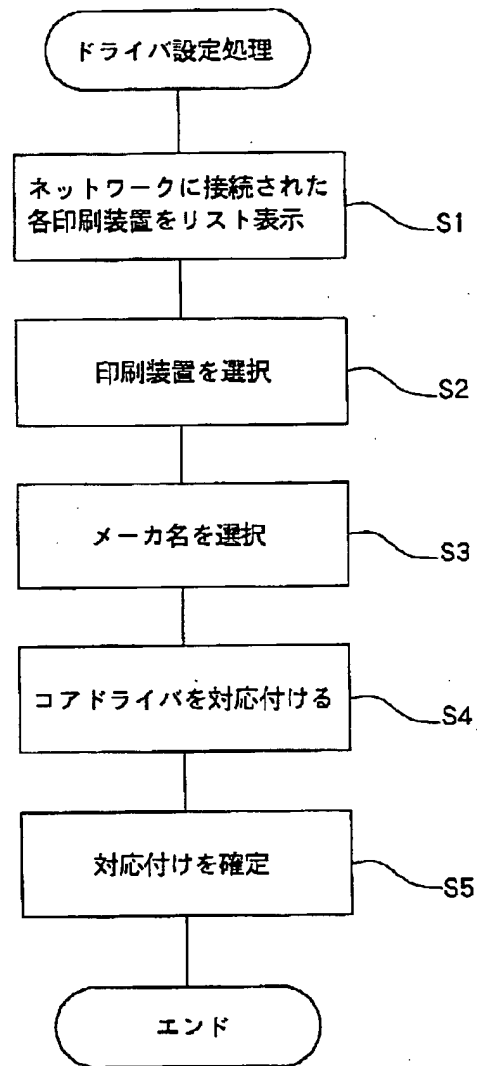 ドライバ設定処理
ネットワークに接続された
各印刷装置をリスト表示
S1
印刷装置を選択
S2
メーカ名を選択
S3
コアドライバを対応付ける
S4
対応付けを確定
S5
エンド